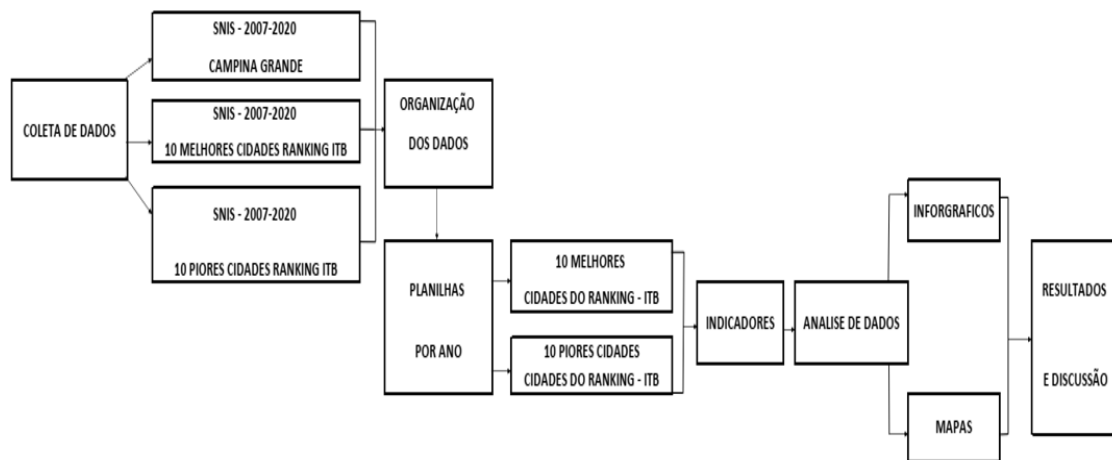 COLETA DE DADOS
SNIS - 2007-2020
CAMPINA GRANDE
SNIS - 2007-2020
10 MELHORES CIDADES RANKING ITB
SNIS - 2007-2020
10 PIORES CIDADES RANKING ITB
ORGANIZAÇÃO
DOS DADOS
PLANILHAS
POR ANO
10 MELHORES
CIDADES DO RANKING - ITB
10 PIORES CIDADES
CIDADES DO RANKING - ITB
INDICADORES
ANALISE DE DADOS
INFORGRAFICOS
MAPAS
RESULTADOS
E DISCUSSÃO